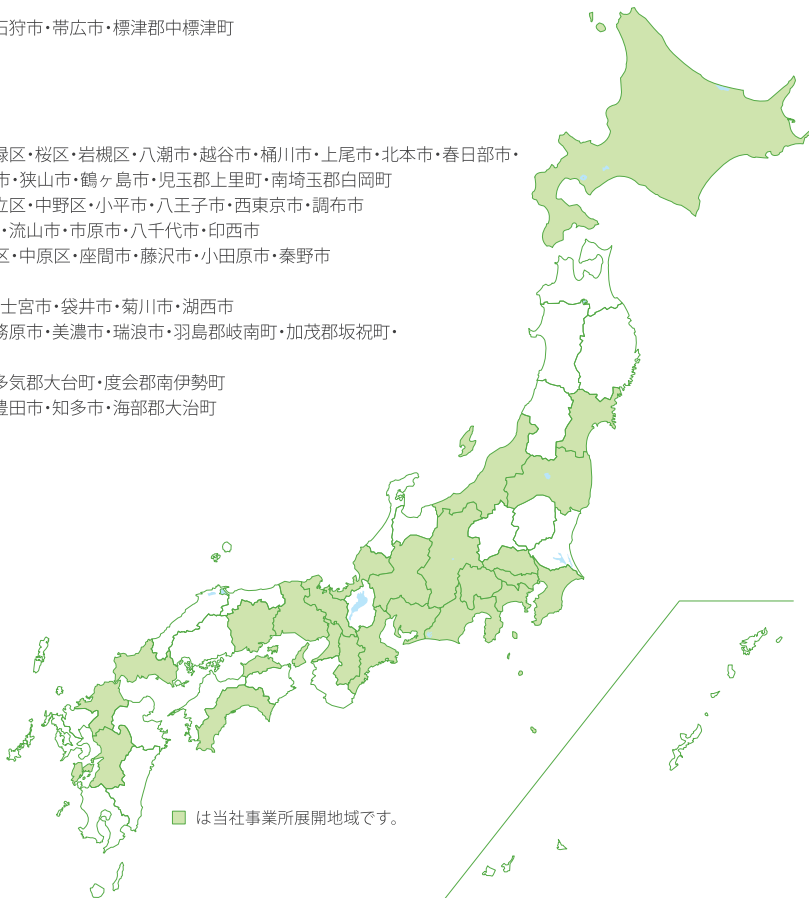 石狩市・帯広市・標津郡中標津町
緑区・桜区・岩槻区・八潮市・越谷市・桶川市・上尾市・北本市・春日部市・
市・狭山市・鶴ヶ島市・児玉郡上里町・南埼玉郡白岡町
立区・中野区・小平市・八王子市・西東京市・調布市
・流山市・市原市・八千代市・印西市
区・中原区・座間市・藤沢市・小田原市・秦野市
士宮市・袋井市・菊川市・湖西市
務原市・美濃市・瑞浪市・羽島郡岐南町・加茂郡坂祝町・
多気郡大台町・度会郡南伊勢町
豊田市・知多市・海部郡大治町
は当社事業所展開地域です。